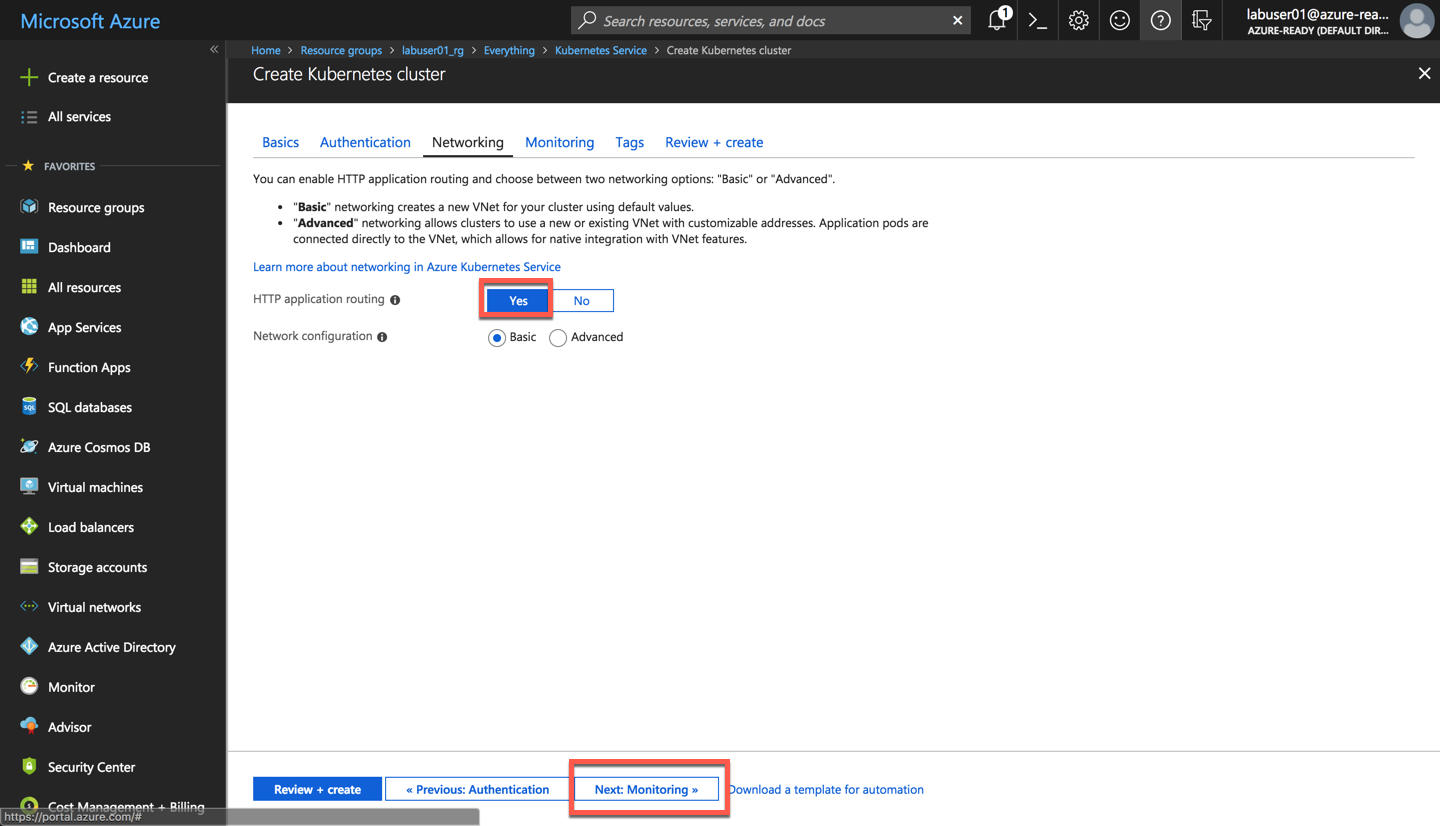 Microsoft Azure
Search resources, services, and docs
1
labuser01@azure-rea...
AZURE-READY (DEFAULT DIR...
Home > Resource groups > labuser01_rg > Everything > Kubernetes Service > Create Kubernetes cluster
Create Kubernetes cluster
Create a resource
All services
FAVORITES
Resource groups
Dashboard
All resources
App Services
Function Apps
SQL databases
Azure Cosmos DB
Virtual machines
Load balancers
Storage accounts
Virtual networks
Azure Active Directory
Monitor
Advisor
Security Center
Cost Management + Billing
https://portal.azure.com/#
Basics Authentication Networking Monitoring Tags Review + create
You can enable HTTP application routing and choose between two networking options: "Basic" or "Advanced".
• "Basic" networking creates a new VNet for your cluster using default values.
• "Advanced" networking allows clusters to use a new or existing VNet with customizable addresses. Application pods are
connected directly to the VNet, which allows for native integration with VNet features.
Learn more about networking in Azure Kubernetes Service
HTTP application routing Yes No
Network configuration Basic Advanced
Review + create « Previous: Authentication Next: Monitoring » Download a template for automation